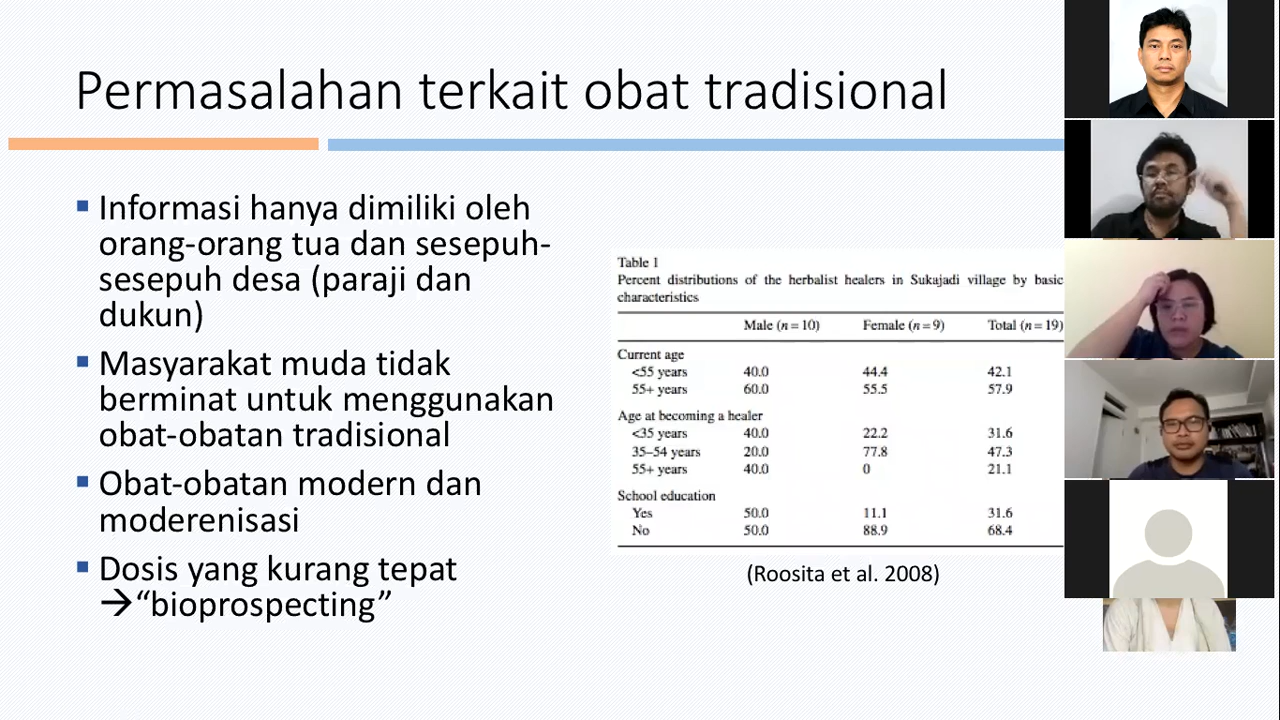 Permasalahan terkait obat tradisional
▪ Informasi hanya dimiliki oleh
orang-orang tua dan sesepuh-
sesepuh desa (paraji dan
dukun)
▪ Masyarakat muda tidak
berminat untuk menggunakan
obat-obatan tradisional
▪ Obat-obatan modern dan
moderenisasi
▪ Dosis yang kurang tepat
→“bioprospecting”
Table 1
Percent distributions of the herbalist healers in Sukajadi village by basic
characteristics
Male (n = 10) Female (n = 9) Total (n = 19)
Current age
<55 years 40.0 44.4 42.1
55+ years 60.0 55.5 57.9
Age at becoming a healer
<35 years 40.0 22.2 31.6
35–54 years 20.0 77.8 47.3
55+ years 40.0 0 21.1
School education
Yes 50.0 11.1 31.6
No 50.0 88.9 68.4
(Roosita et al. 2008)